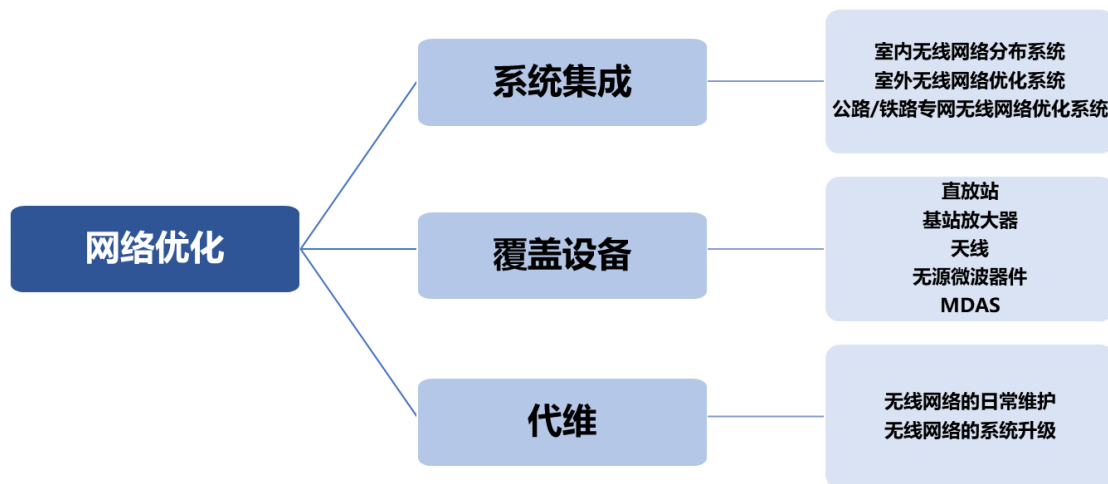 网络优化
系统集成
室内无线网络分布系统
室外无线网络优化系统
公路/铁路专网无线网络优化系统
覆盖设备
直放站
基站放大器
天线
无源微波器件
MDAS
代维
无线网络的日常维护
无线网络的系统升级